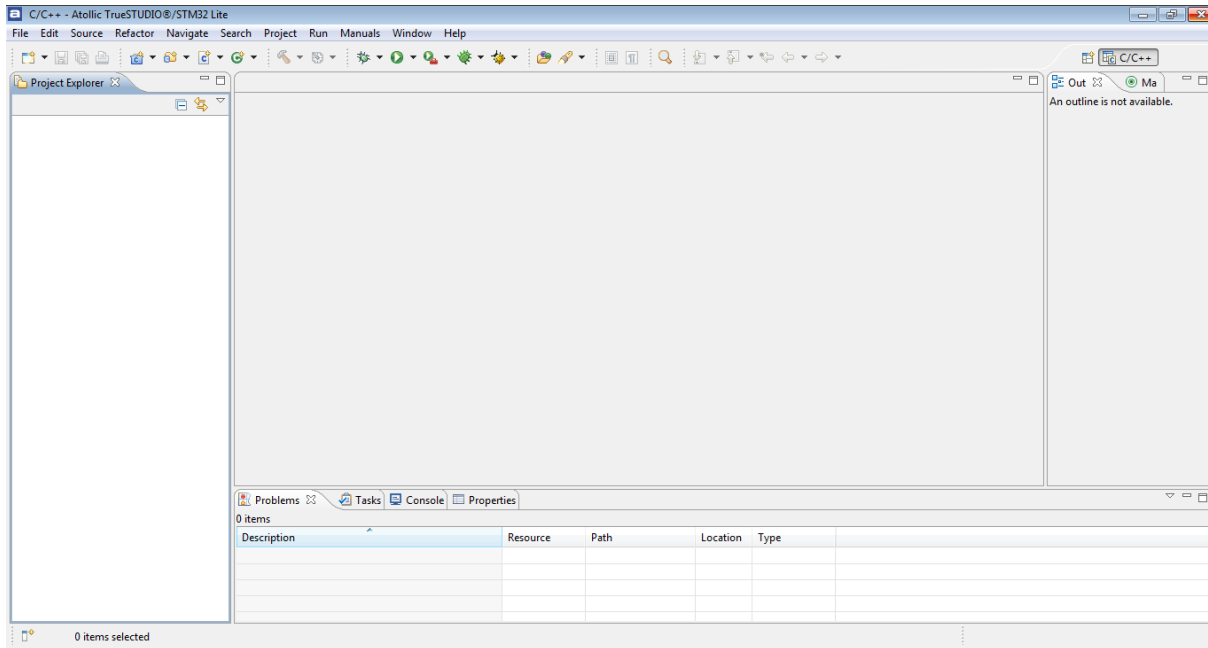 C/C++ - Atollic TrueSTUDIO®/STM32 Lite
File Edit Source Refactor Navigate Search Project Run Manuals Window Help
C/C++
Project Explorer
Out Ma
An outline is not available.
Problems Tasks Console Properties
0 items
Description Resource Path Location Type
0 items selected